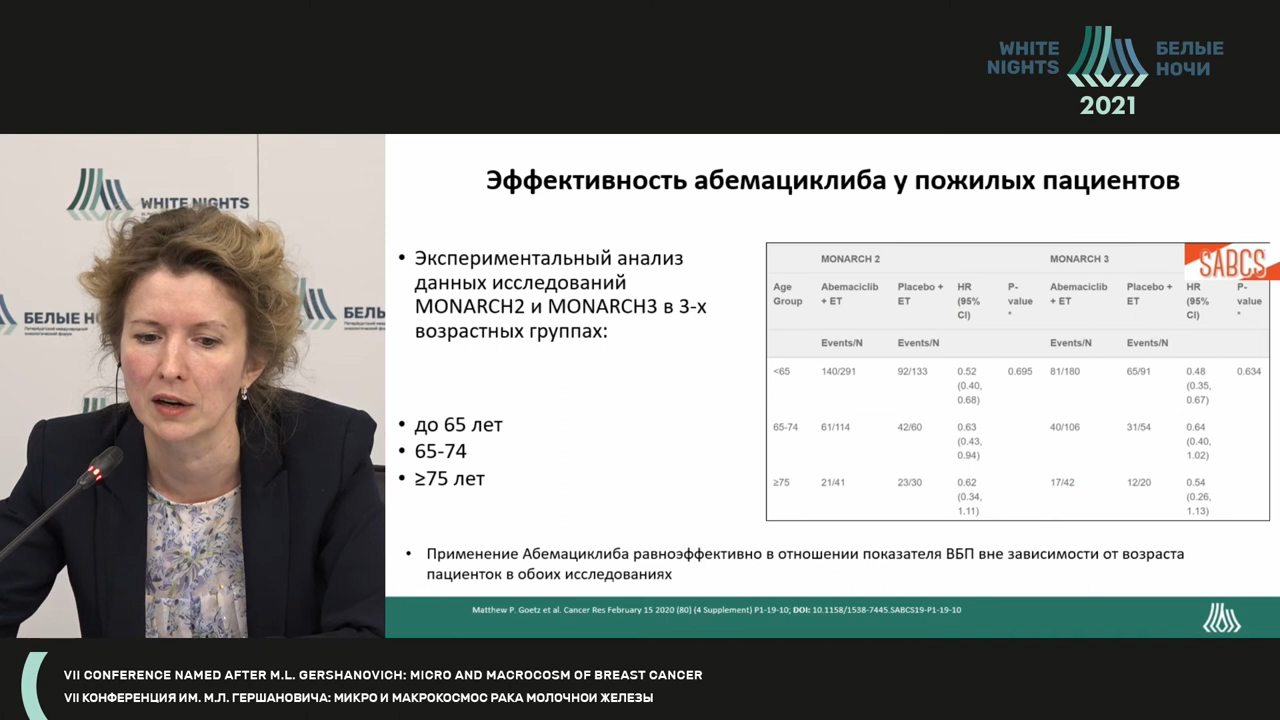 WHITE
NIGHTS
БЕЛЫЕ
НОЧИ
2021
WHITE NIGHTS
БЕЛЫЕ НО
Петербургский международный
онкологический форум
БЕЛЬ
Эффективность абемациклиба у пожилых пациентов
• Экспериментальный анализ
данных исследований
MONARCH2 и MONARCH3 в 3-х
возрастных группах:
• до 65 лет
• 65-74
• ≥75 лет
SABCS
MONARCH 2 MONARCH 3
Age Group Abemaciclib + ET Placebo + ET HR (95% CI) P-value * Abemaciclib + ET Placebo + ET HR (95% CI) P-value *
Events/N Events/N Events/N Events/N
<65 140/291 92/133 0.52 (0.40, 0.68) 0.695 81/180 65/91 0.48 (0.35, 0.67) 0.634
65-74 61/114 42/60 0.63 (0.43, 0.94) 40/106 31/54 0.64 (0.40, 1.02)
≥75 21/41 23/30 0.62 (0.34, 1.11) 17/42 12/20 0.54 (0.26, 1.13)
• Применение Абемациклиба равноэффективно в отношении показателя ВБП вне зависимости от возраста
пациенток в обоих исследованиях
Matthew P. Goetz et al. Cancer Res February 15 2020 (80) (4 Supplement) P1-19-10; DOI: 10.1158/1538-7445.SABCS19-P1-19-10
VII CONFERENCE NAMED AFTER M.L. GERSHANOVICH: MICRO AND MACROCOSM OF BREAST CANCER
VII КОНФЕРЕНЦИЯ ИМ. М.Л. ГЕРШАНОВИЧА: МИКРО И МАКРОКОСМОС РАКА МОЛОЧНОЙ ЖЕЛЕЗЫ